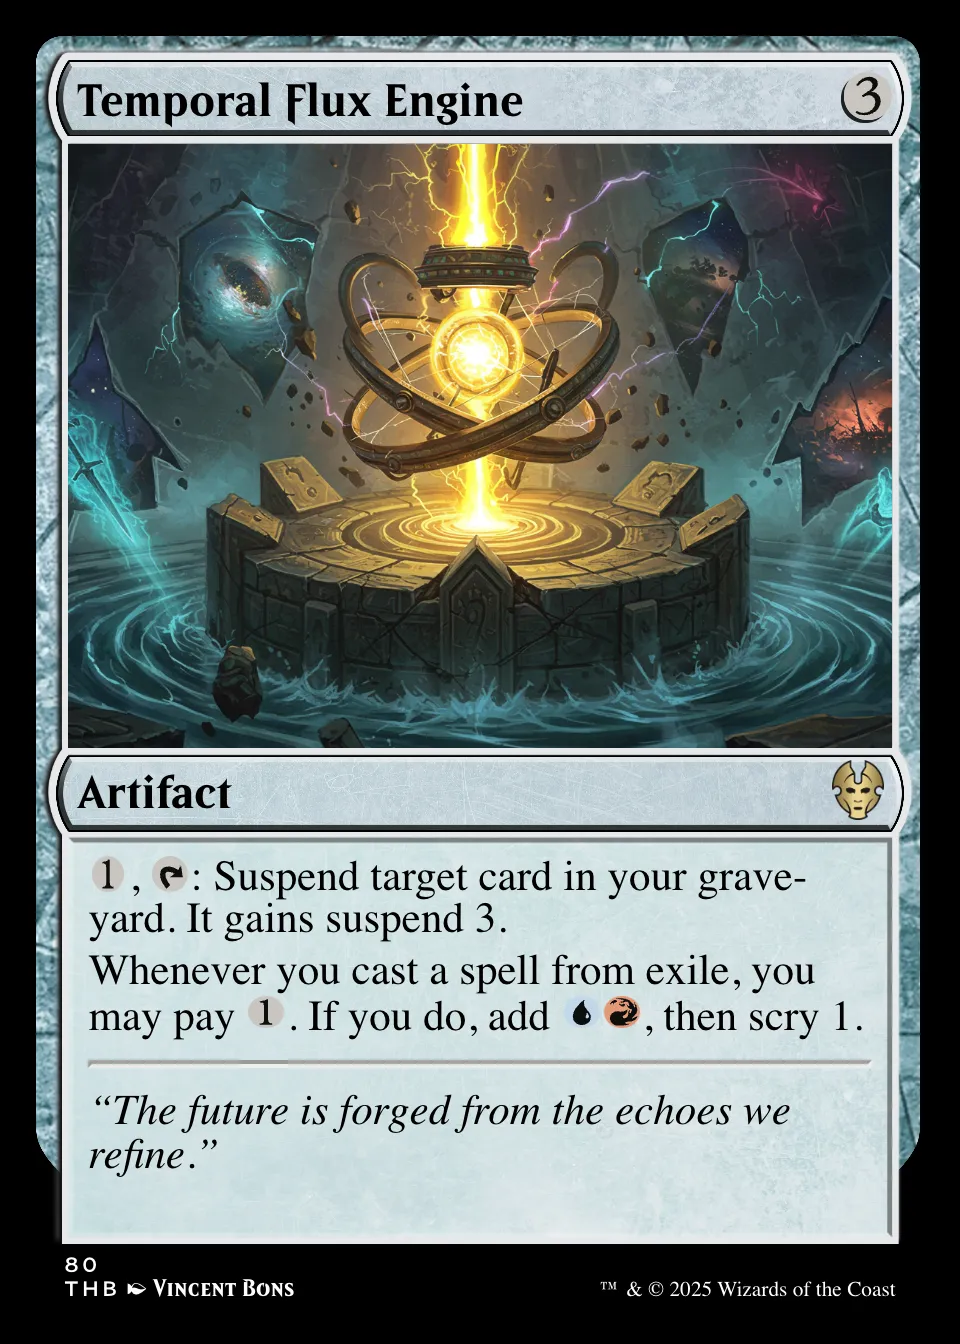 Temporal Flux Engine 3
Artifact
1, : Suspend target card in your grave-
yard. It gains suspend 3.
Whenever you cast a spell from exile, you
may pay 1. If you do, add , then scry 1.
“The future is forged from the echoes we
refine.”
80
THB VINCENT BONS
™ & © 2025 Wizards of the Coast